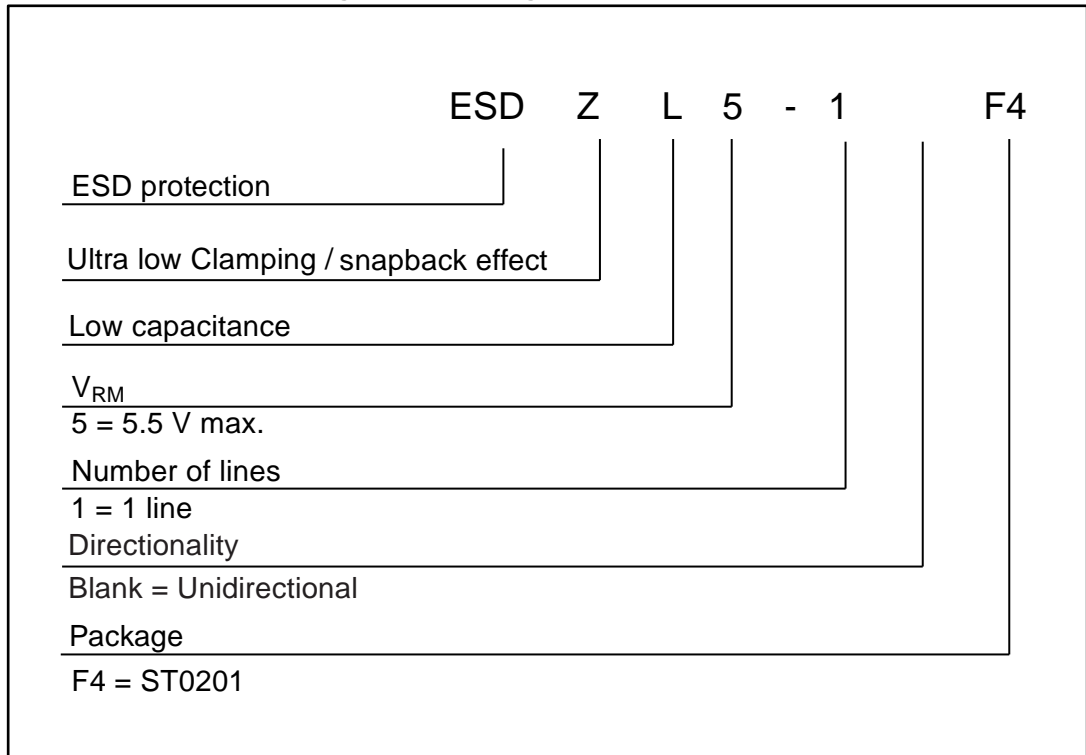 ESD Z L 5 - 1 F4
ESD protection
Ultra low Clamping / snapback effect
Low capacitance
VRM
5 = 5.5 V max.
Number of lines
1 = 1 line
Directionality
Blank = Unidirectional
Package
F4 = ST0201